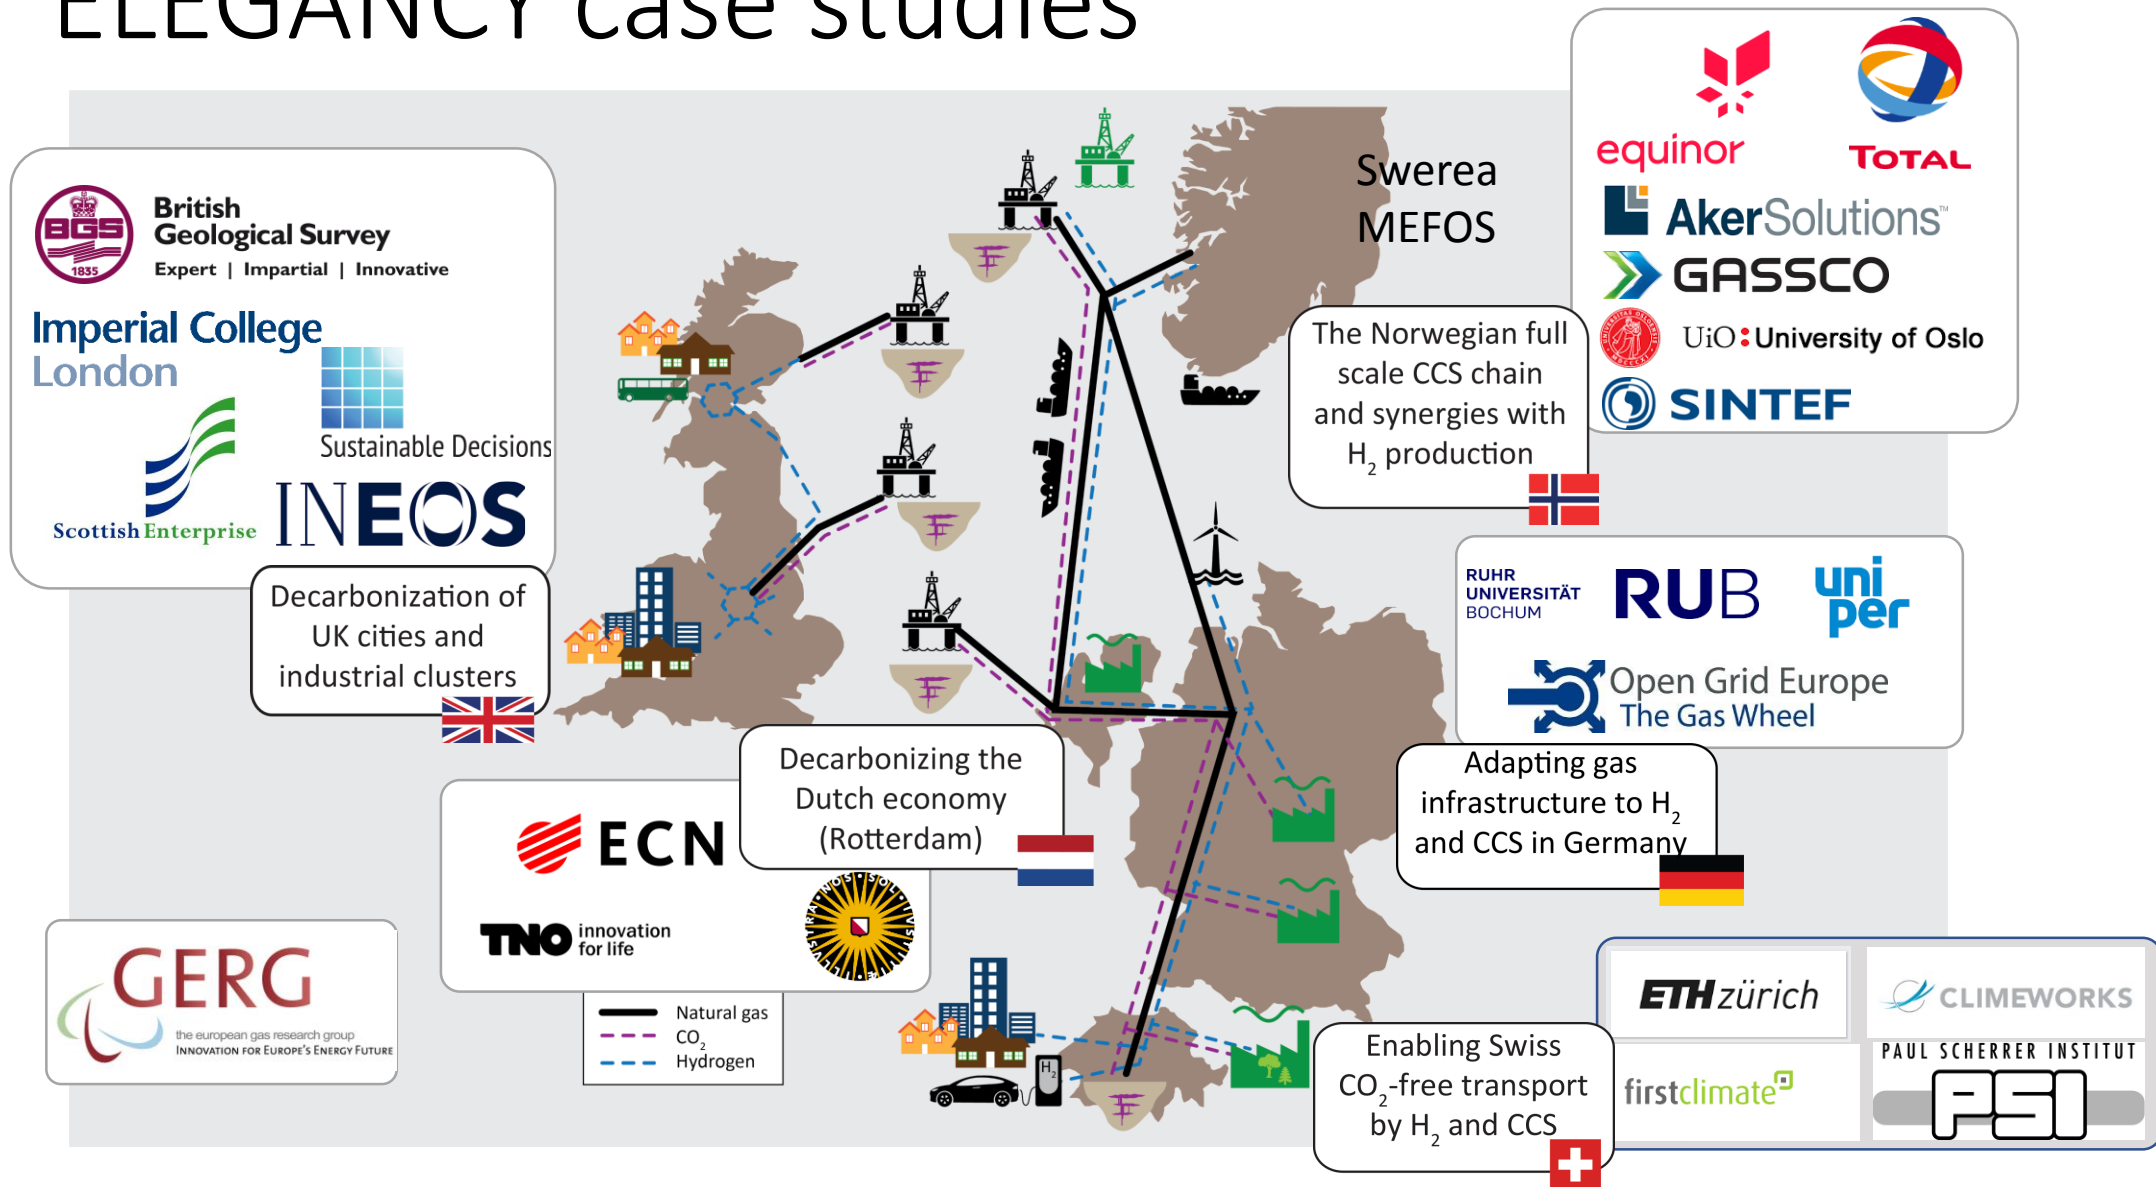 ELEGANCY case studies
British
Geological Survey
Expert | Impartial | Innovative
BGS
1835
Imperial College
London
Sustainable Decisions
Scottish Enterprise
INEOS
Decarbonization of
UK cities and
industrial clusters
Swerea
MEFOS
equinor
TOTAL
AkerSolutions™
GASSCO
UiO:University of Oslo
SINTEF
The Norwegian full
scale CCS chain
and synergies with
H₂ production
RUHR
UNIVERSITÄT
BOCHUM
RUB
uni
per
Open Grid Europe
The Gas Wheel
Adapting gas
infrastructure to H₂
and CCS in Germany
Decarbonizing the
Dutch economy
(Rotterdam)
ECN
TNO innovation
for life
GERG
the european gas research group
INNOVATION FOR EUROPE'S ENERGY FUTURE
Natural gas
CO₂
Hydrogen
H₂
Enabling Swiss
CO₂-free transport
by H₂ and CCS
ETH zürich
CLIMEWORKS
firstclimate
PAUL SCHERRER INSTITUT
PSI